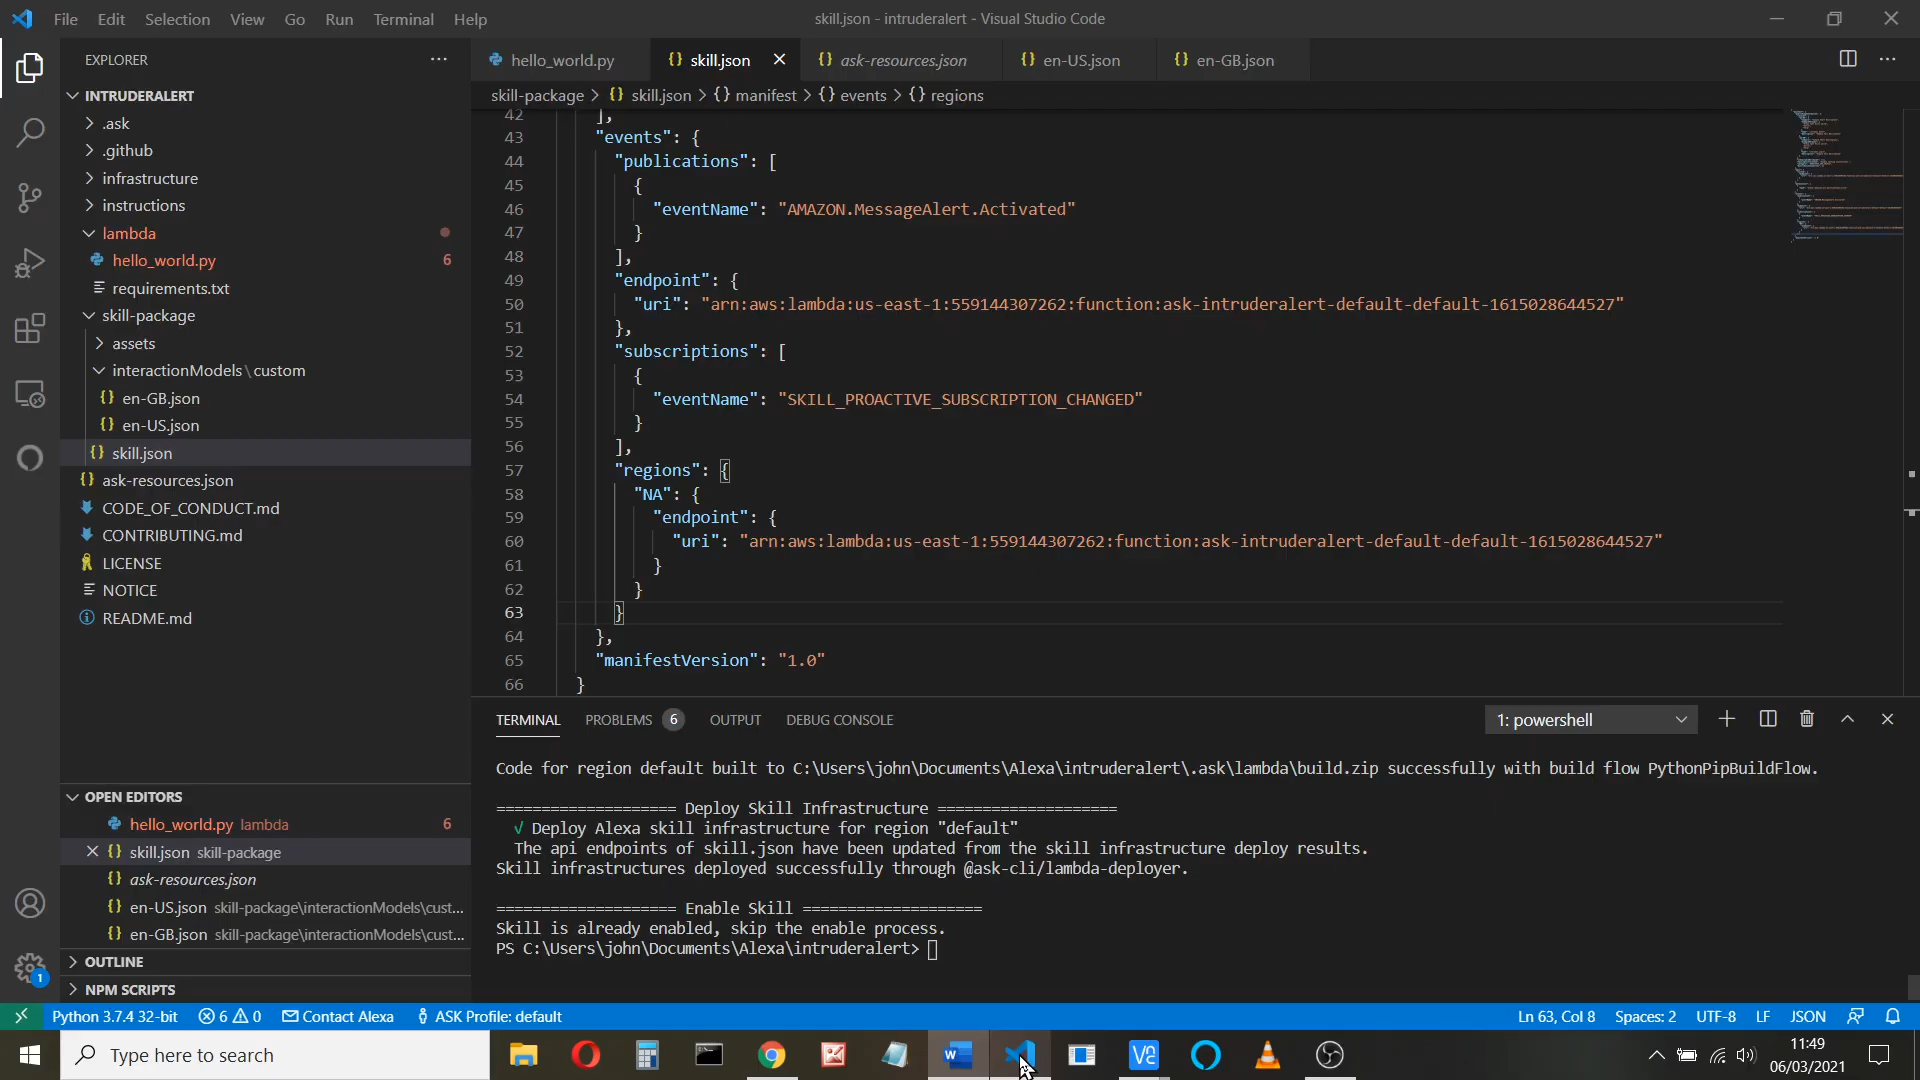 File Edit Selection View Go Run Terminal Help
skill.json - intruderalert - Visual Studio Code
EXPLORER
hello_world.py
skill.json
ask-resources.json
en-US.json
en-GB.json
skill-package > {} skill.json > {} manifest > {} events > {} regions
INTRUDERALERT
.ask
.github
infrastructure
instructions
lambda
hello_world.py 6
requirements.txt
skill-package
assets
interactionModels \ custom
en-GB.json
en-US.json
skill.json
ask-resources.json
CODE_OF_CONDUCT.md
CONTRIBUTING.md
LICENSE
NOTICE
README.md
42 ],
43 "events": {
44 "publications": [
45 {
46 "eventName": "AMAZON.MessageAlert.Activated"
47 }
48 ],
49 "endpoint": {
50 "uri": "arn:aws:lambda:us-east-1:559144307262:function:ask-intruderalert-default-default-1615028644527"
51 },
52 "subscriptions": [
53 {
54 "eventName": "SKILL_PROACTIVE_SUBSCRIPTION_CHANGED"
55 }
56 ],
57 "regions": {
58 "NA": {
59 "endpoint": {
60 "uri": "arn:aws:lambda:us-east-1:559144307262:function:ask-intruderalert-default-default-1615028644527"
61 }
62 }
63 }
64 },
65 "manifestVersion": "1.0"
66 }
OPEN EDITORS
hello_world.py lambda 6
skill.json skill-package
ask-resources.json
en-US.json skill-package\interactionModels\cust...
en-GB.json skill-package\interactionModels\cust...
OUTLINE
NPM SCRIPTS
TERMINAL PROBLEMS 6 OUTPUT DEBUG CONSOLE
1: powershell
Code for region default built to C:\Users\john\Documents\Alexa\intruderalert\.ask\lambda\build.zip successfully with build flow PythonPipBuildFlow.
==================== Deploy Skill Infrastructure ====================
√ Deploy Alexa skill infrastructure for region "default"
The api endpoints of skill.json have been updated from the skill infrastructure deploy results.
Skill infrastructures deployed successfully through @ask-cli/lambda-deployer.
==================== Enable Skill ====================
Skill is already enabled, skip the enable process.
PS C:\Users\john\Documents\Alexa\intruderalert>
1
Python 3.7.4 32-bit 6 0 Contact Alexa ASK Profile: default
Ln 63, Col 8 Spaces: 2 UTF-8 LF JSON
Type here to search
11:49
06/03/2021